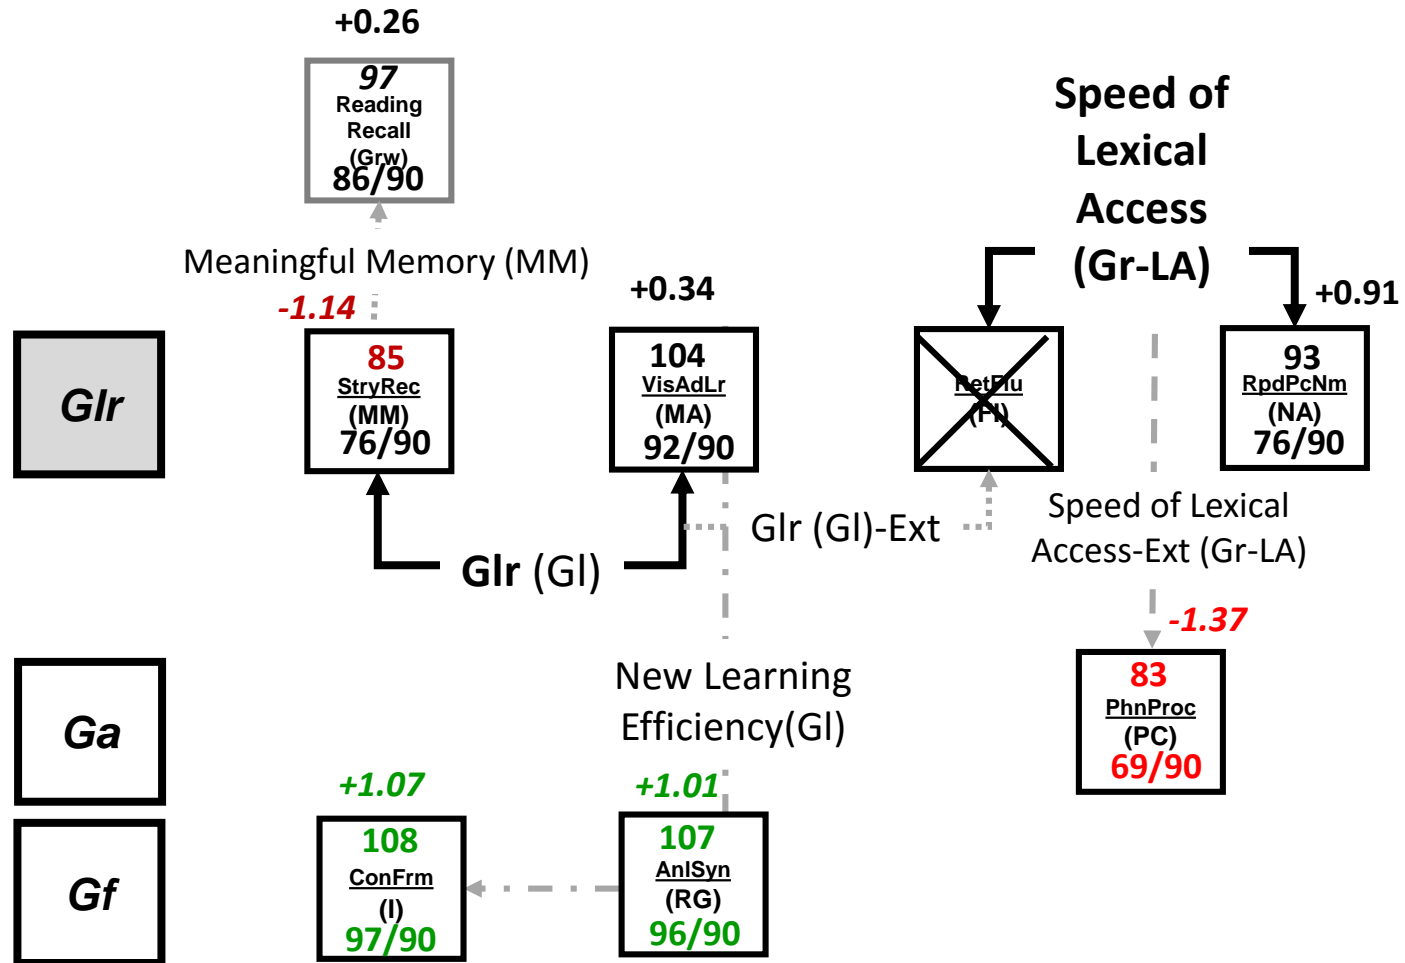 +0.26
97
Reading
Recall
(Grw)
86/90
Meaningful Memory (MM)
-1.14
Speed of
Lexical
Access
(Gr-LA)
+0.34
+0.91
Glr
85
StryRec
(MM)
76/90
104
VisAdLr
(MA)
92/90
RetFlu
(FI)
93
RpdPcNm
(NA)
76/90
Glr (Gl)
Glr (Gl)-Ext
Speed of Lexical
Access-Ext (Gr-LA)
-1.37
Ga
New Learning
Efficiency(Gl)
83
PhnProc
(PC)
69/90
+1.07
+1.01
Gf
108
ConFrm
(I)
97/90
107
AnlSyn
(RG)
96/90